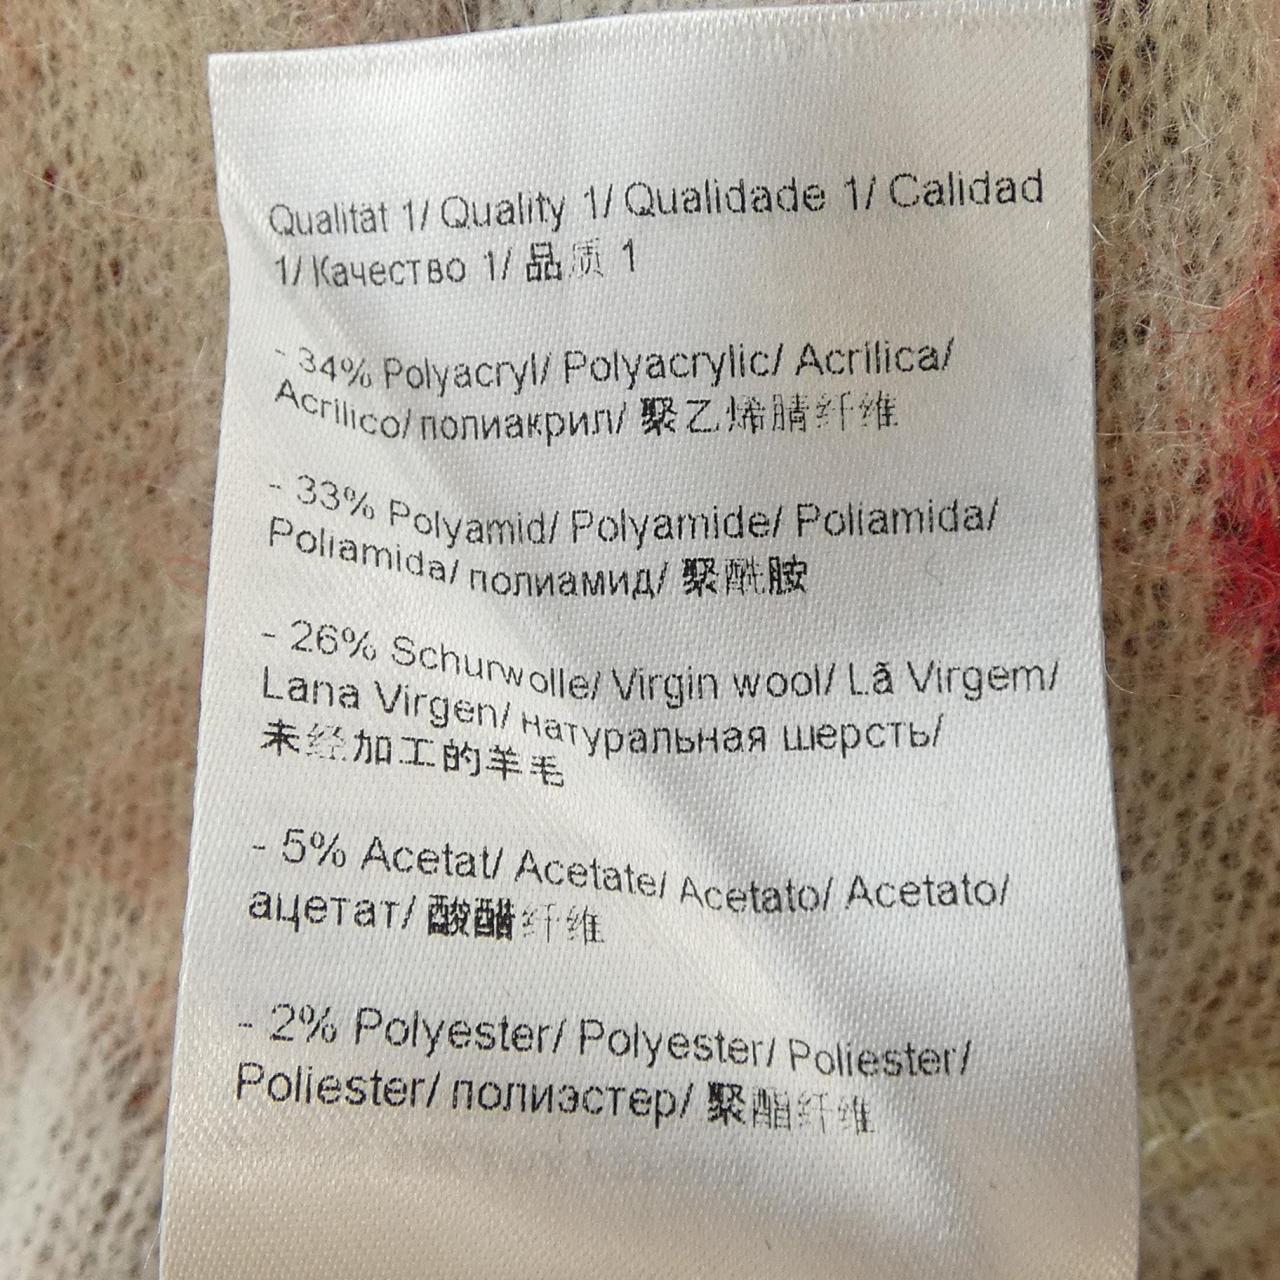 Qualität 1/ Quality 1/ Qualidade 1/ Calidad
1/ Качество 1/ 品质 1
- 34% Polyacryl/ Polyacrylic/ Acrílica/
Acrílico/ полиакрил/ 聚乙烯腈纤维
- 33% Polyamid/ Polyamide/ Poliamida/
Poliamida/ полиамид/ 聚酰胺
- 26% Schurwolle/ Virgin wool/ Lã Virgem/
Lana Virgen/ натуральная шерсть/
未经加工的羊毛
- 5% Acetat/ Acetate/ Acetato/ Acetato/
ацетат/ 酸醋纤维
- 2% Polyester/ Polyester/ Poliester/
Poliester/ полиэстер/ 聚酯纤维